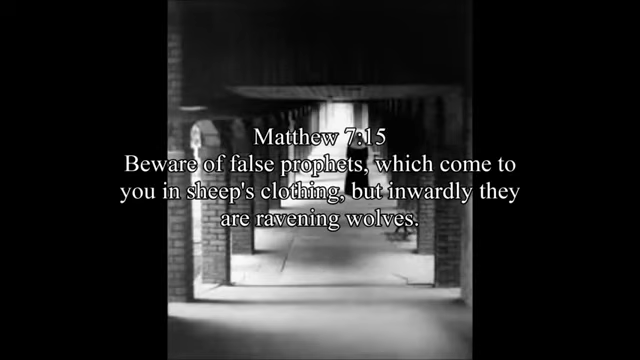 Matthew 7:15
Beware of false prophets, which come to
you in sheep's clothing, but inwardly they
are ravening wolves.